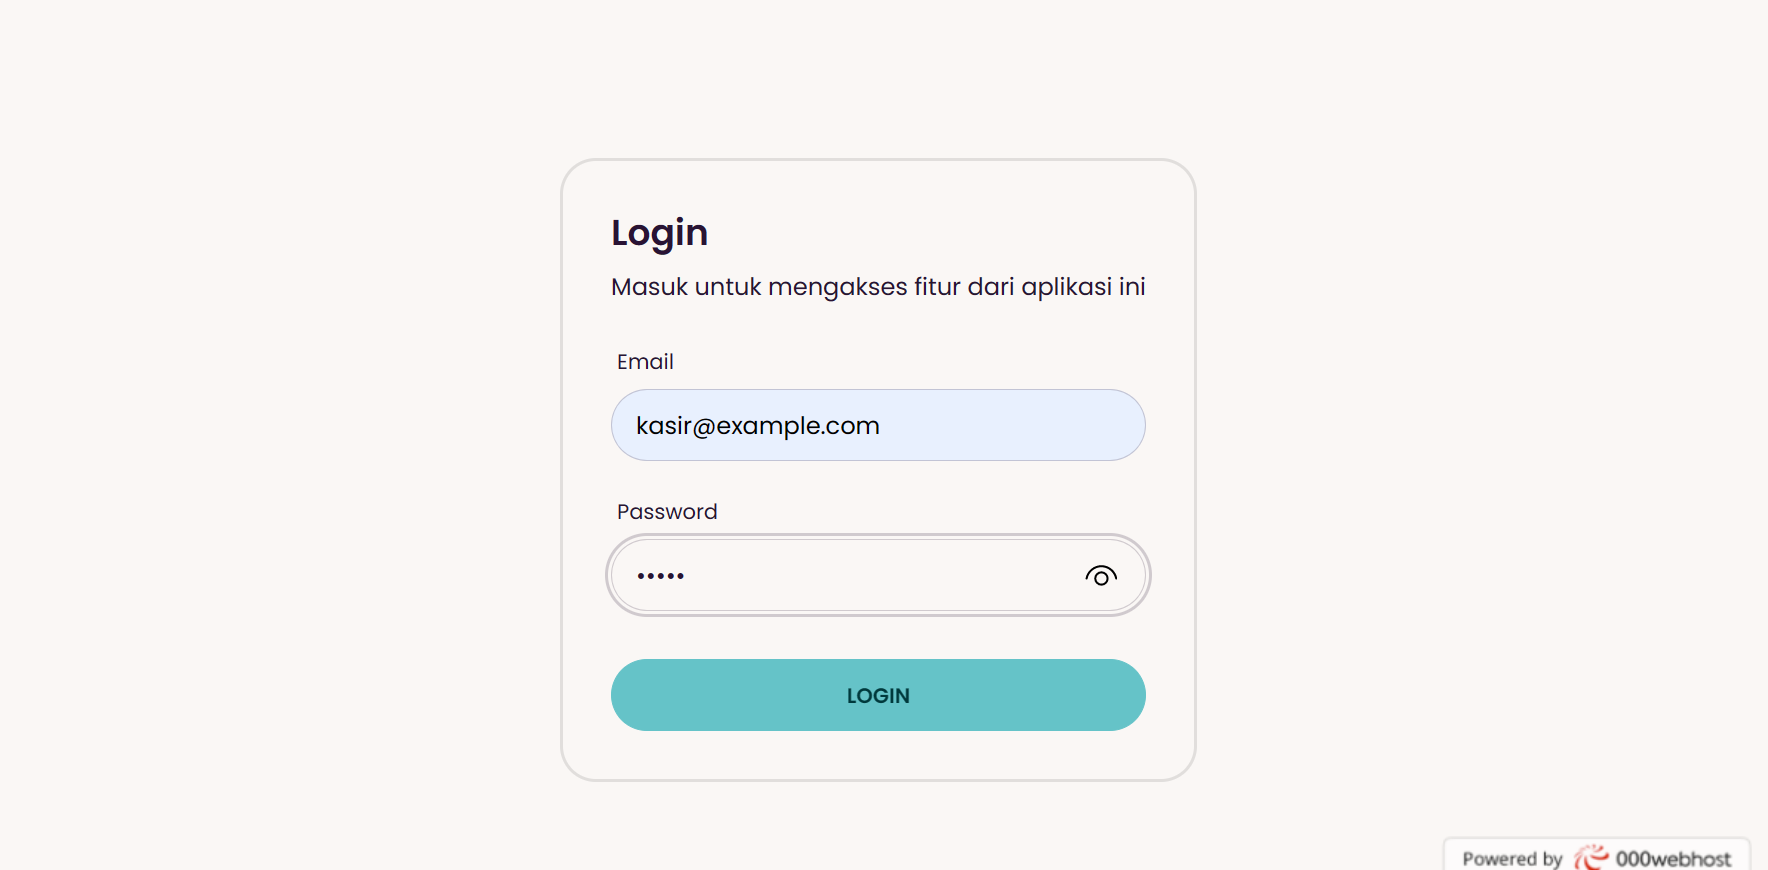 Login
Masuk untuk mengakses fitur dari aplikasi ini
Email
kasir@example.com
Password
•••••
LOGIN
Powered by 000webhost